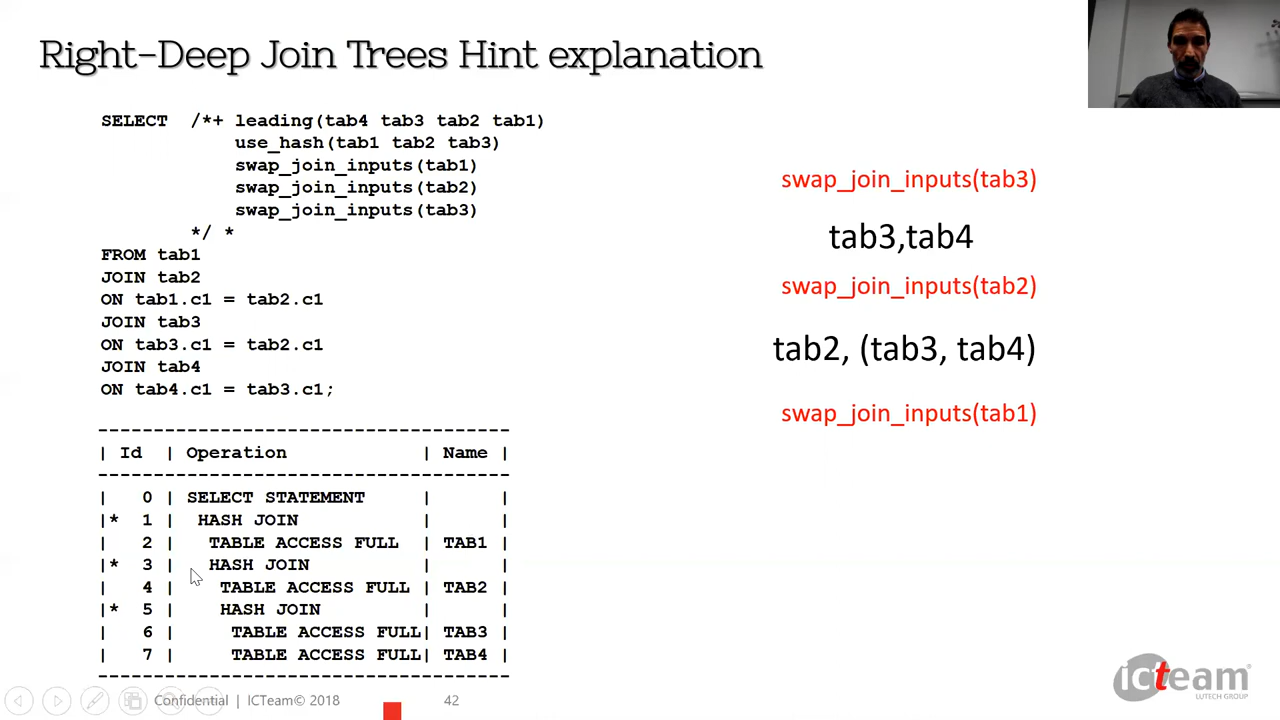 Right-Deep Join Trees Hint explanation
SELECT /*+ leading(tab4 tab3 tab2 tab1)
use_hash(tab1 tab2 tab3)
swap_join_inputs(tab1)
swap_join_inputs(tab2)
swap_join_inputs(tab3)
*/ *
FROM tab1
JOIN tab2
ON tab1.c1 = tab2.c1
JOIN tab3
ON tab3.c1 = tab2.c1
JOIN tab4
ON tab4.c1 = tab3.c1;
-------------------------------------
| Id | Operation | Name |
-------------------------------------
| 0 | SELECT STATEMENT | |
|* 1 | HASH JOIN | |
| 2 | TABLE ACCESS FULL | TAB1 |
|* 3 | HASH JOIN | |
| 4 | TABLE ACCESS FULL | TAB2 |
|* 5 | HASH JOIN | |
| 6 | TABLE ACCESS FULL| TAB3 |
| 7 | TABLE ACCESS FULL| TAB4 |
-------------------------------------
swap_join_inputs(tab3)
tab3,tab4
swap_join_inputs(tab2)
tab2, (tab3, tab4)
swap_join_inputs(tab1)
Confidential | ICTeam© 2018
42
icteam
LUTECH GROUP